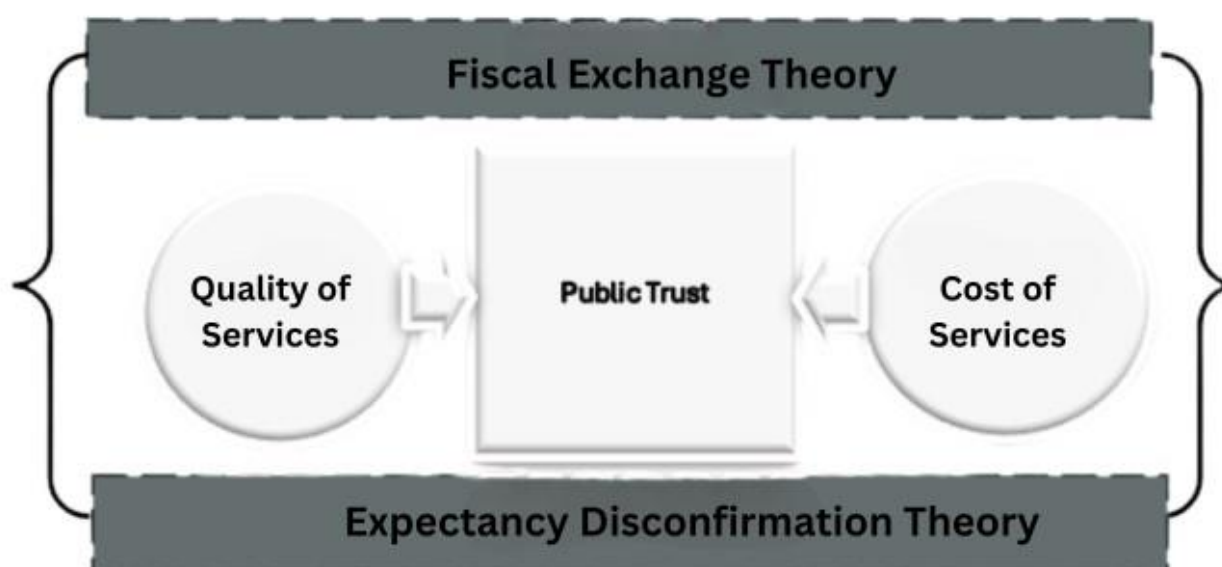 Fiscal Exchange Theory
Quality of
Services
Public Trust
Cost of
Services
Expectancy Disconfirmation Theory